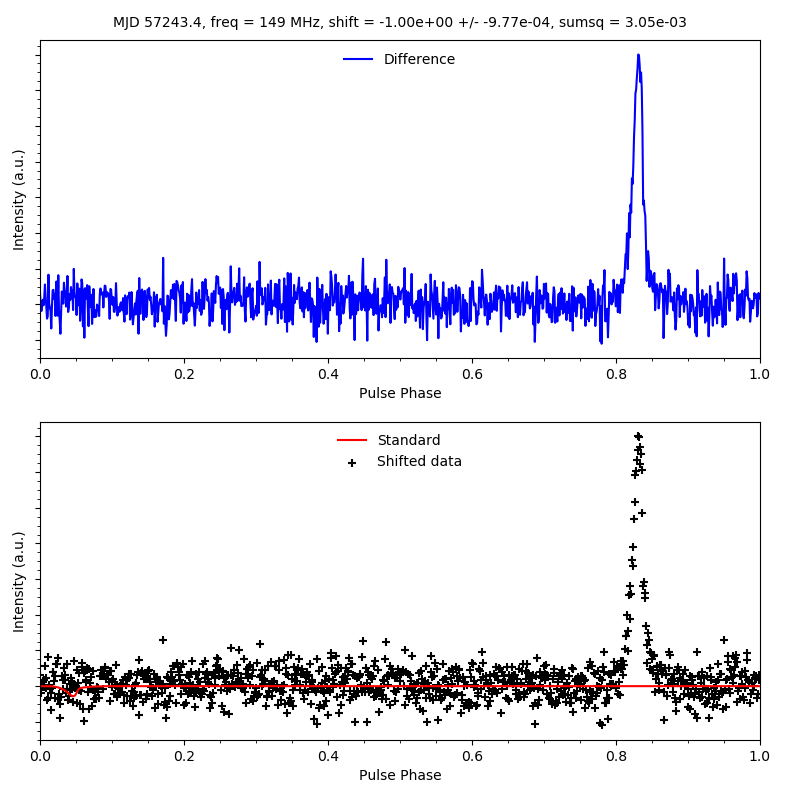 MJD 57243.4, freq = 149 MHz, shift = -1.00e+00 +/- -9.77e-04, sumsq = 3.05e-03
Difference
Intensity (a.u.)
0.0 0.2 0.4 0.6 0.8 1.0
Pulse Phase
Standard
Shifted data
Intensity (a.u.)
0.0 0.2 0.4 0.6 0.8 1.0
Pulse Phase